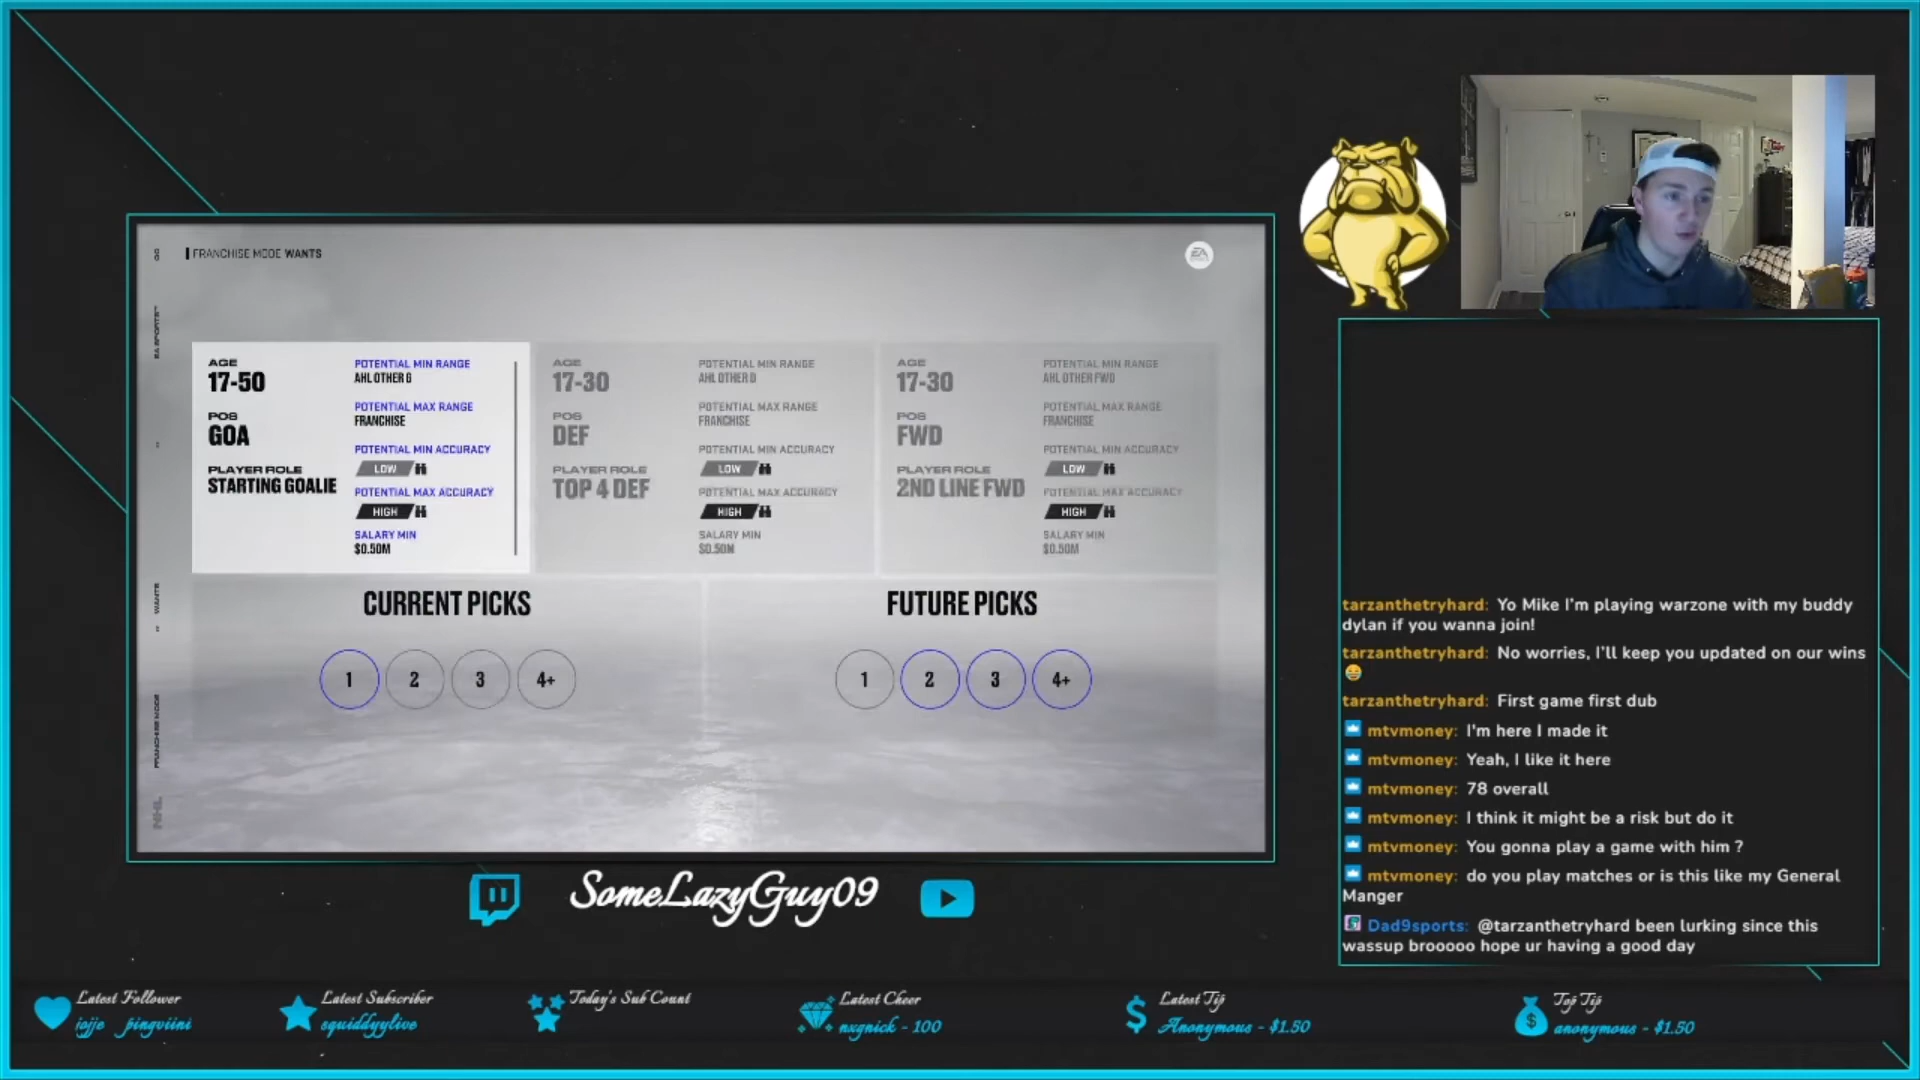 FRANCHISE MODE WANTS
EA
AGE
17-50
POS
GOA
PLAYER ROLE
STARTING GOALIE
POTENTIAL MIN RANGE
AHL OTHER G
POTENTIAL MAX RANGE
FRANCHISE
POTENTIAL MIN ACCURACY
LOW
POTENTIAL MAX ACCURACY
HIGH
SALARY MIN
$0.50M
AGE
17-30
POS
DEF
PLAYER ROLE
TOP 4 DEF
POTENTIAL MIN RANGE
AHL OTHER D
POTENTIAL MAX RANGE
FRANCHISE
POTENTIAL MIN ACCURACY
LOW
POTENTIAL MAX ACCURACY
HIGH
SALARY MIN
$0.50M
AGE
17-30
POS
FWD
PLAYER ROLE
2ND LINE FWD
POTENTIAL MIN RANGE
AHL OTHER FWD
POTENTIAL MAX RANGE
FRANCHISE
POTENTIAL MIN ACCURACY
LOW
POTENTIAL MAX ACCURACY
HIGH
SALARY MIN
$0.50M
CURRENT PICKS
1 2 3 4+
FUTURE PICKS
1 2 3 4+
EA SPORTS
WANTS
FRANCHISE MODE
NHL
SomeLazyGuy09
tarzanthetryhard: Yo Mike I'm playing warzone with my buddy
dylan if you wanna join!
tarzanthetryhard: No worries, I'll keep you updated on our wins
😄
tarzanthetryhard: First game first dub
mtvmoney: I'm here I made it
mtvmoney: Yeah, I like it here
mtvmoney: 78 overall
mtvmoney: I think it might be a risk but do it
mtvmoney: You gonna play a game with him ?
mtvmoney: do you play matches or is this like my General
Manger
Dad9sports: @tarzanthetryhard been lurking since this
wassup brooooo hope ur having a good day
Latest Follower
jojje_pingviini
Latest Subscriber
squiddyylive
Today's Sub Count
Latest Cheer
nxgnick - 100
Latest Tip
Anonymous - $1.50
Top Tip
anonymous - $1.50